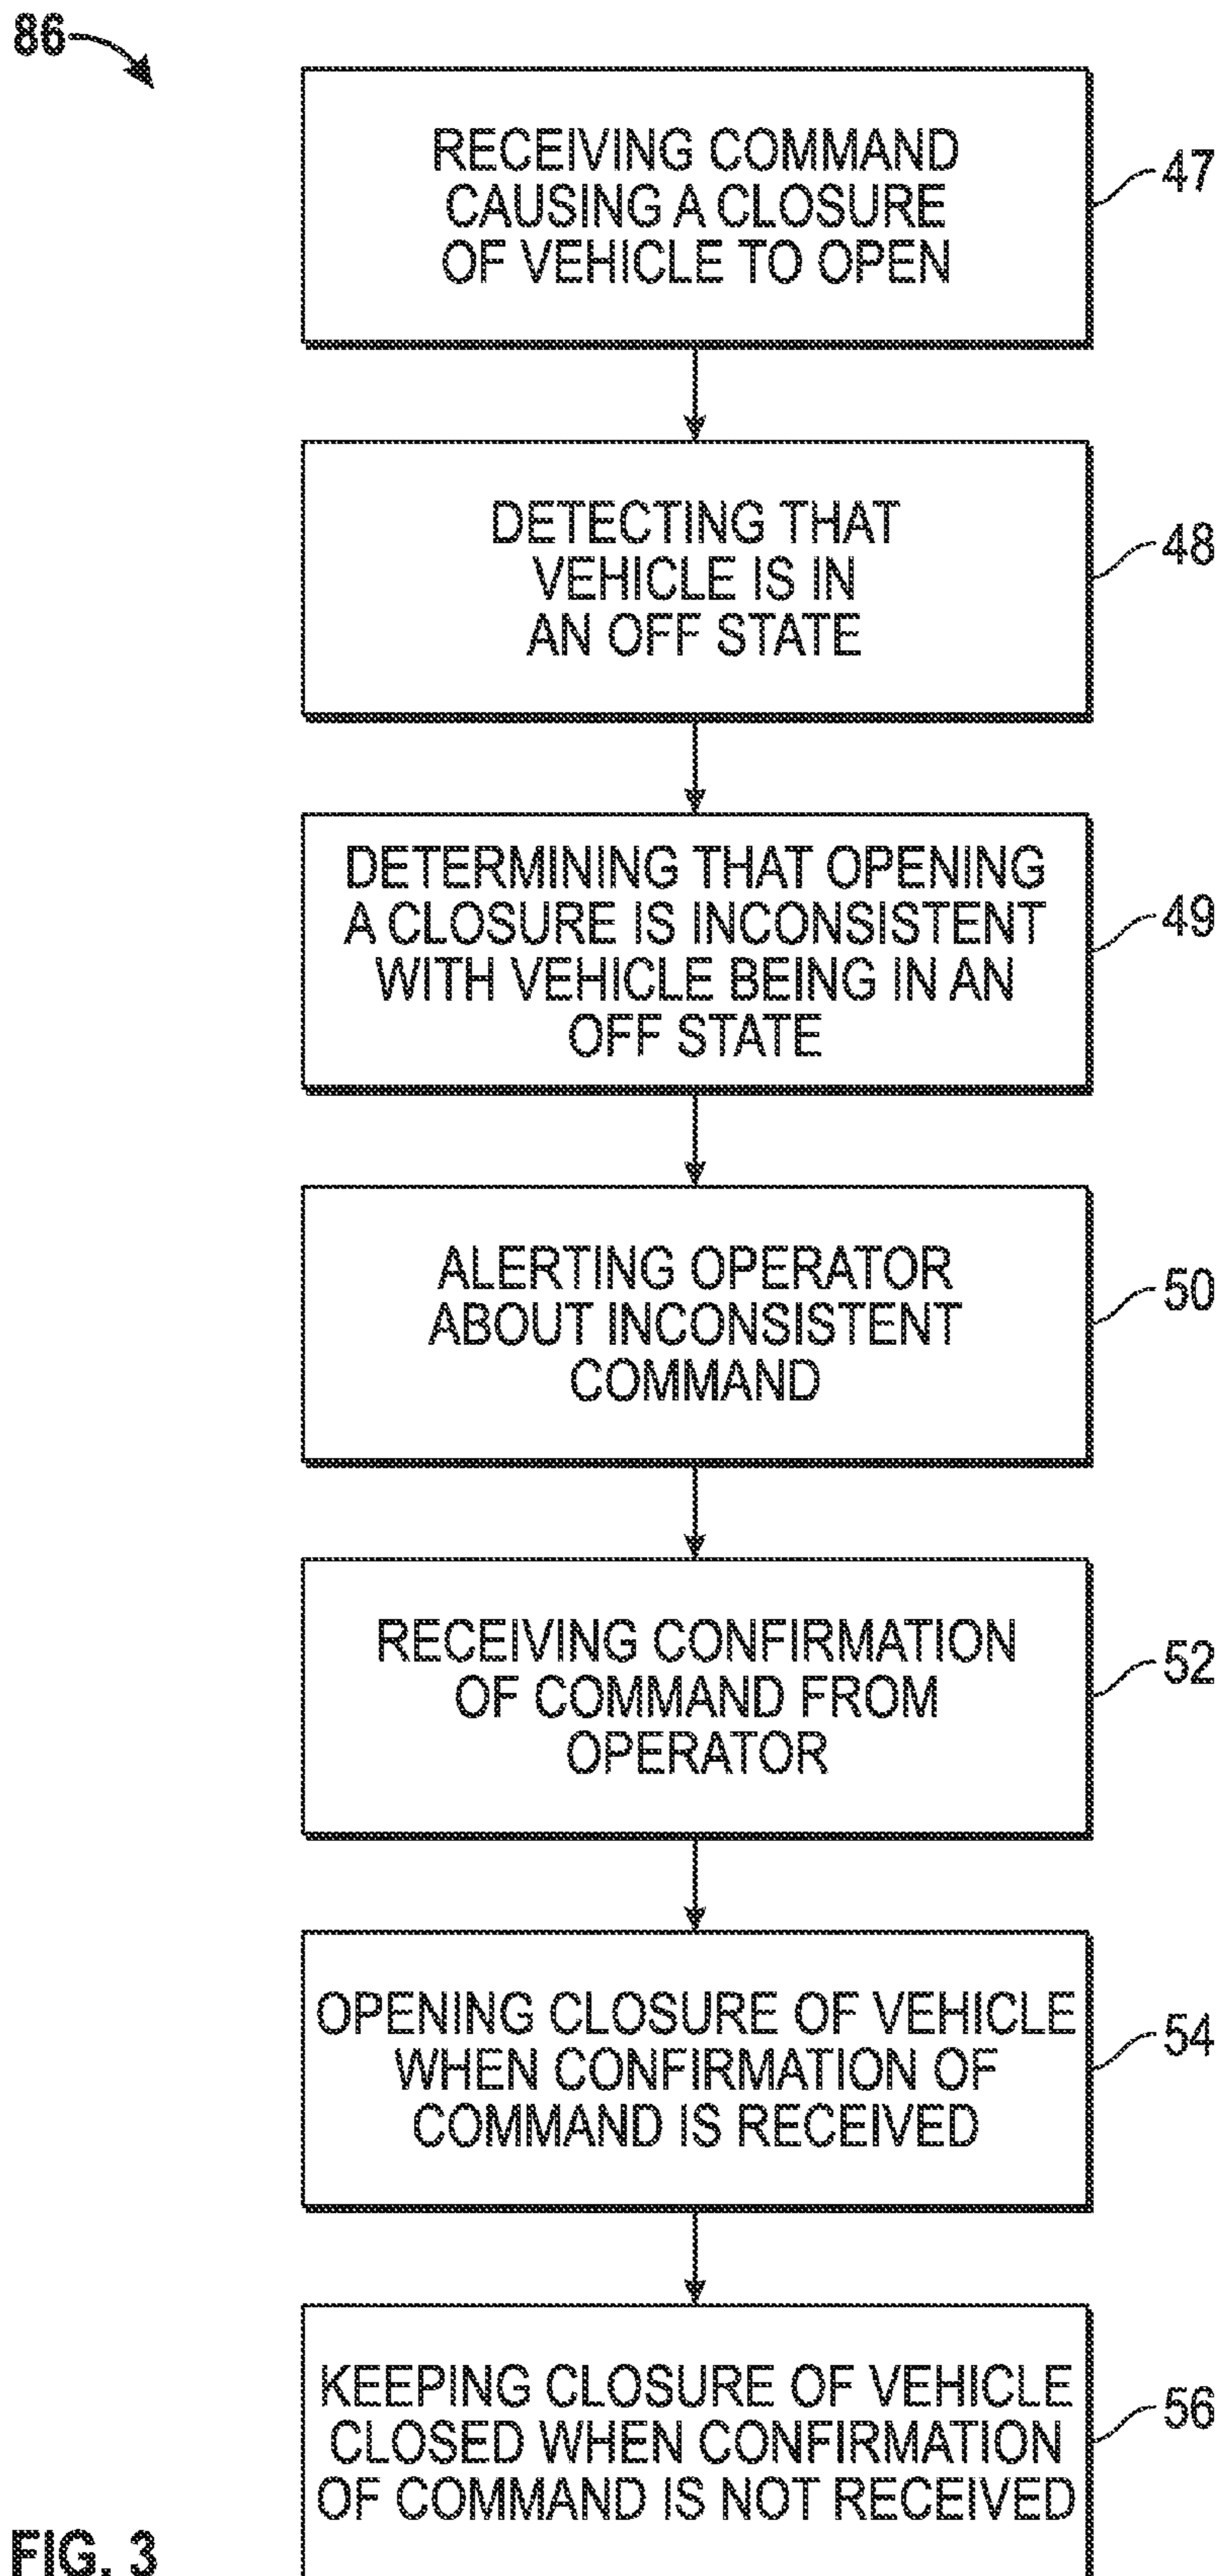 86
RECEIVING COMMAND
CAUSING A CLOSURE
OF VEHICLE TO OPEN
47
DETECTING THAT
VEHICLE IS IN
AN OFF STATE
48
DETERMINING THAT OPENING
A CLOSURE IS INCONSISTENT
WITH VEHICLE BEING IN AN
OFF STATE
49
ALERTING OPERATOR
ABOUT INCONSISTENT
COMMAND
50
RECEIVING CONFIRMATION
OF COMMAND FROM
OPERATOR
52
OPENING CLOSURE OF VEHICLE
WHEN CONFIRMATION OF
COMMAND IS RECEIVED
54
KEEPING CLOSURE OF VEHICLE
CLOSED WHEN CONFIRMATION
OF COMMAND IS NOT RECEIVED
56
FIG. 3